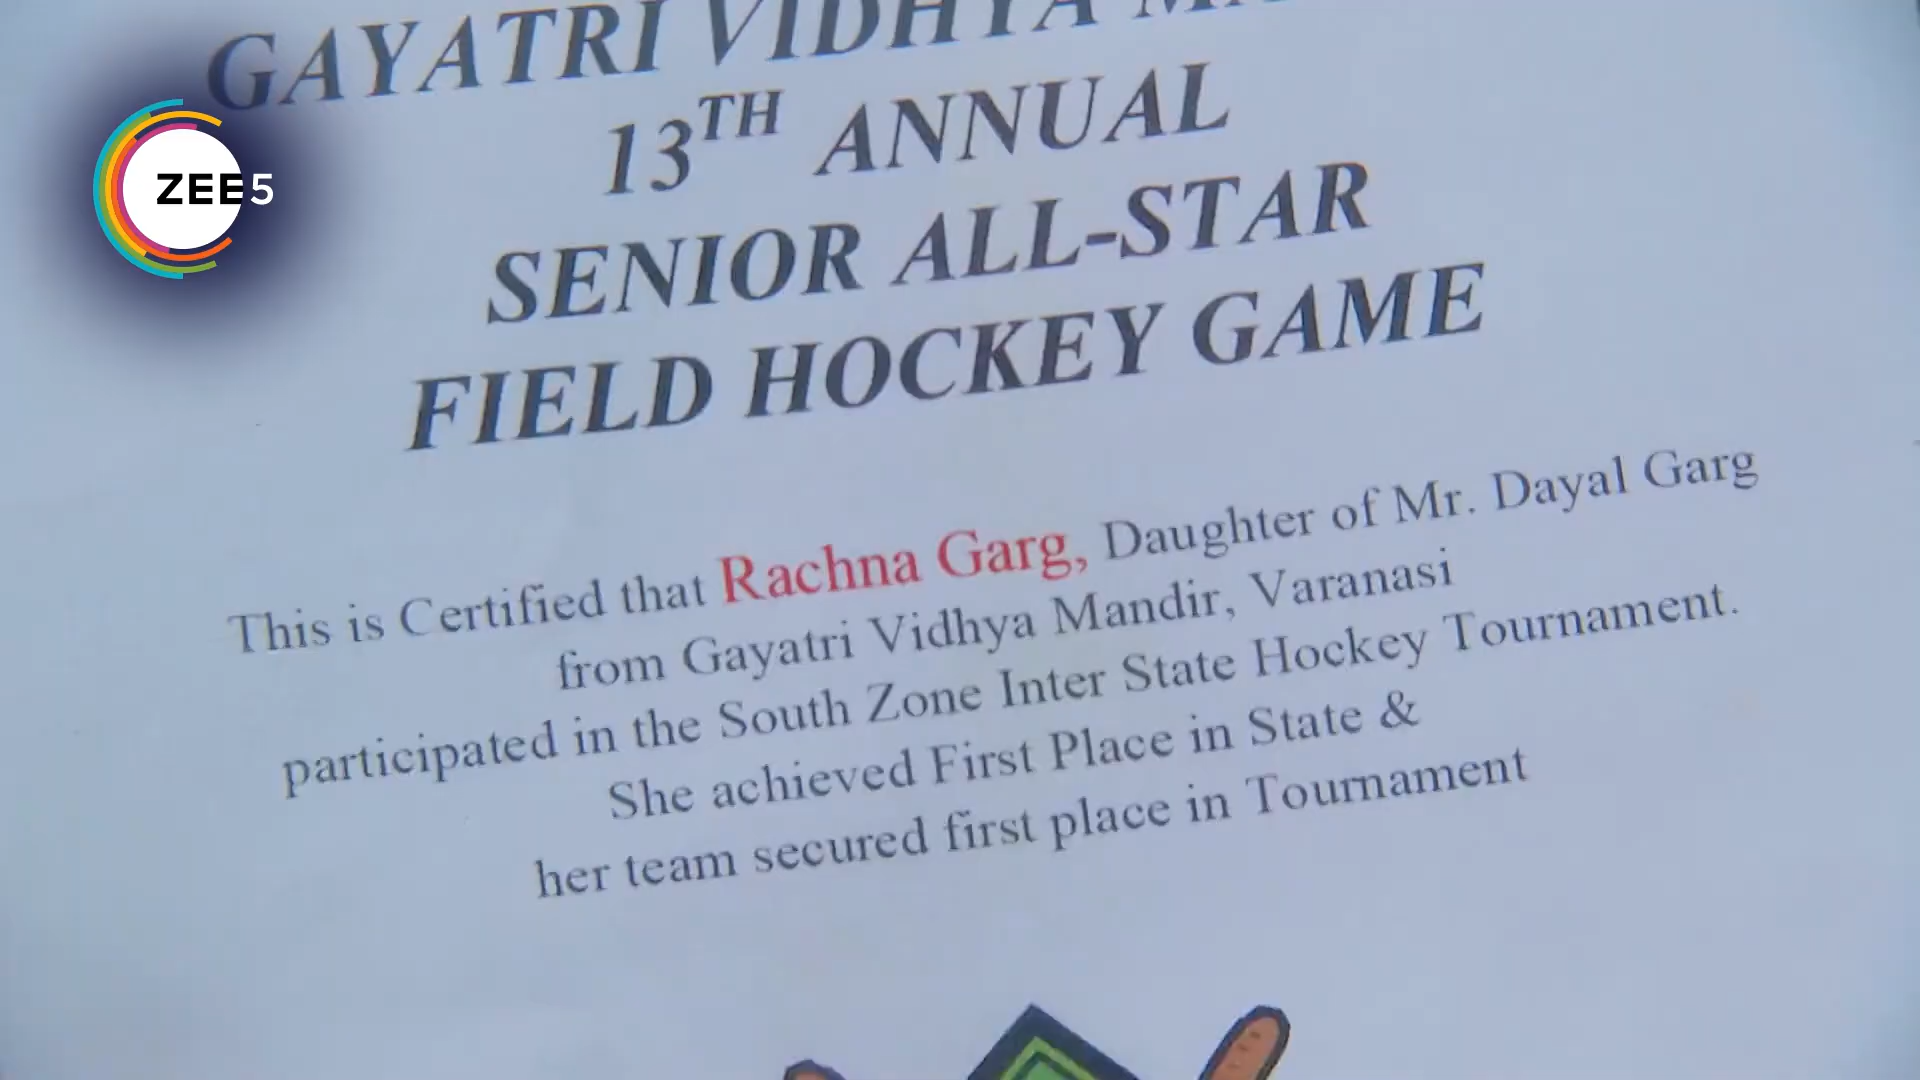 GAYATRI VIDHYA
13TH ANNUAL
SENIOR ALL-STAR
FIELD HOCKEY GAME
ZEE5
This is Certified that Rachna Garg, Daughter of Mr. Dayal Garg
from Gayatri Vidhya Mandir, Varanasi
participated in the South Zone Inter State Hockey Tournament.
She achieved First Place in State &
her team secured first place in Tournament